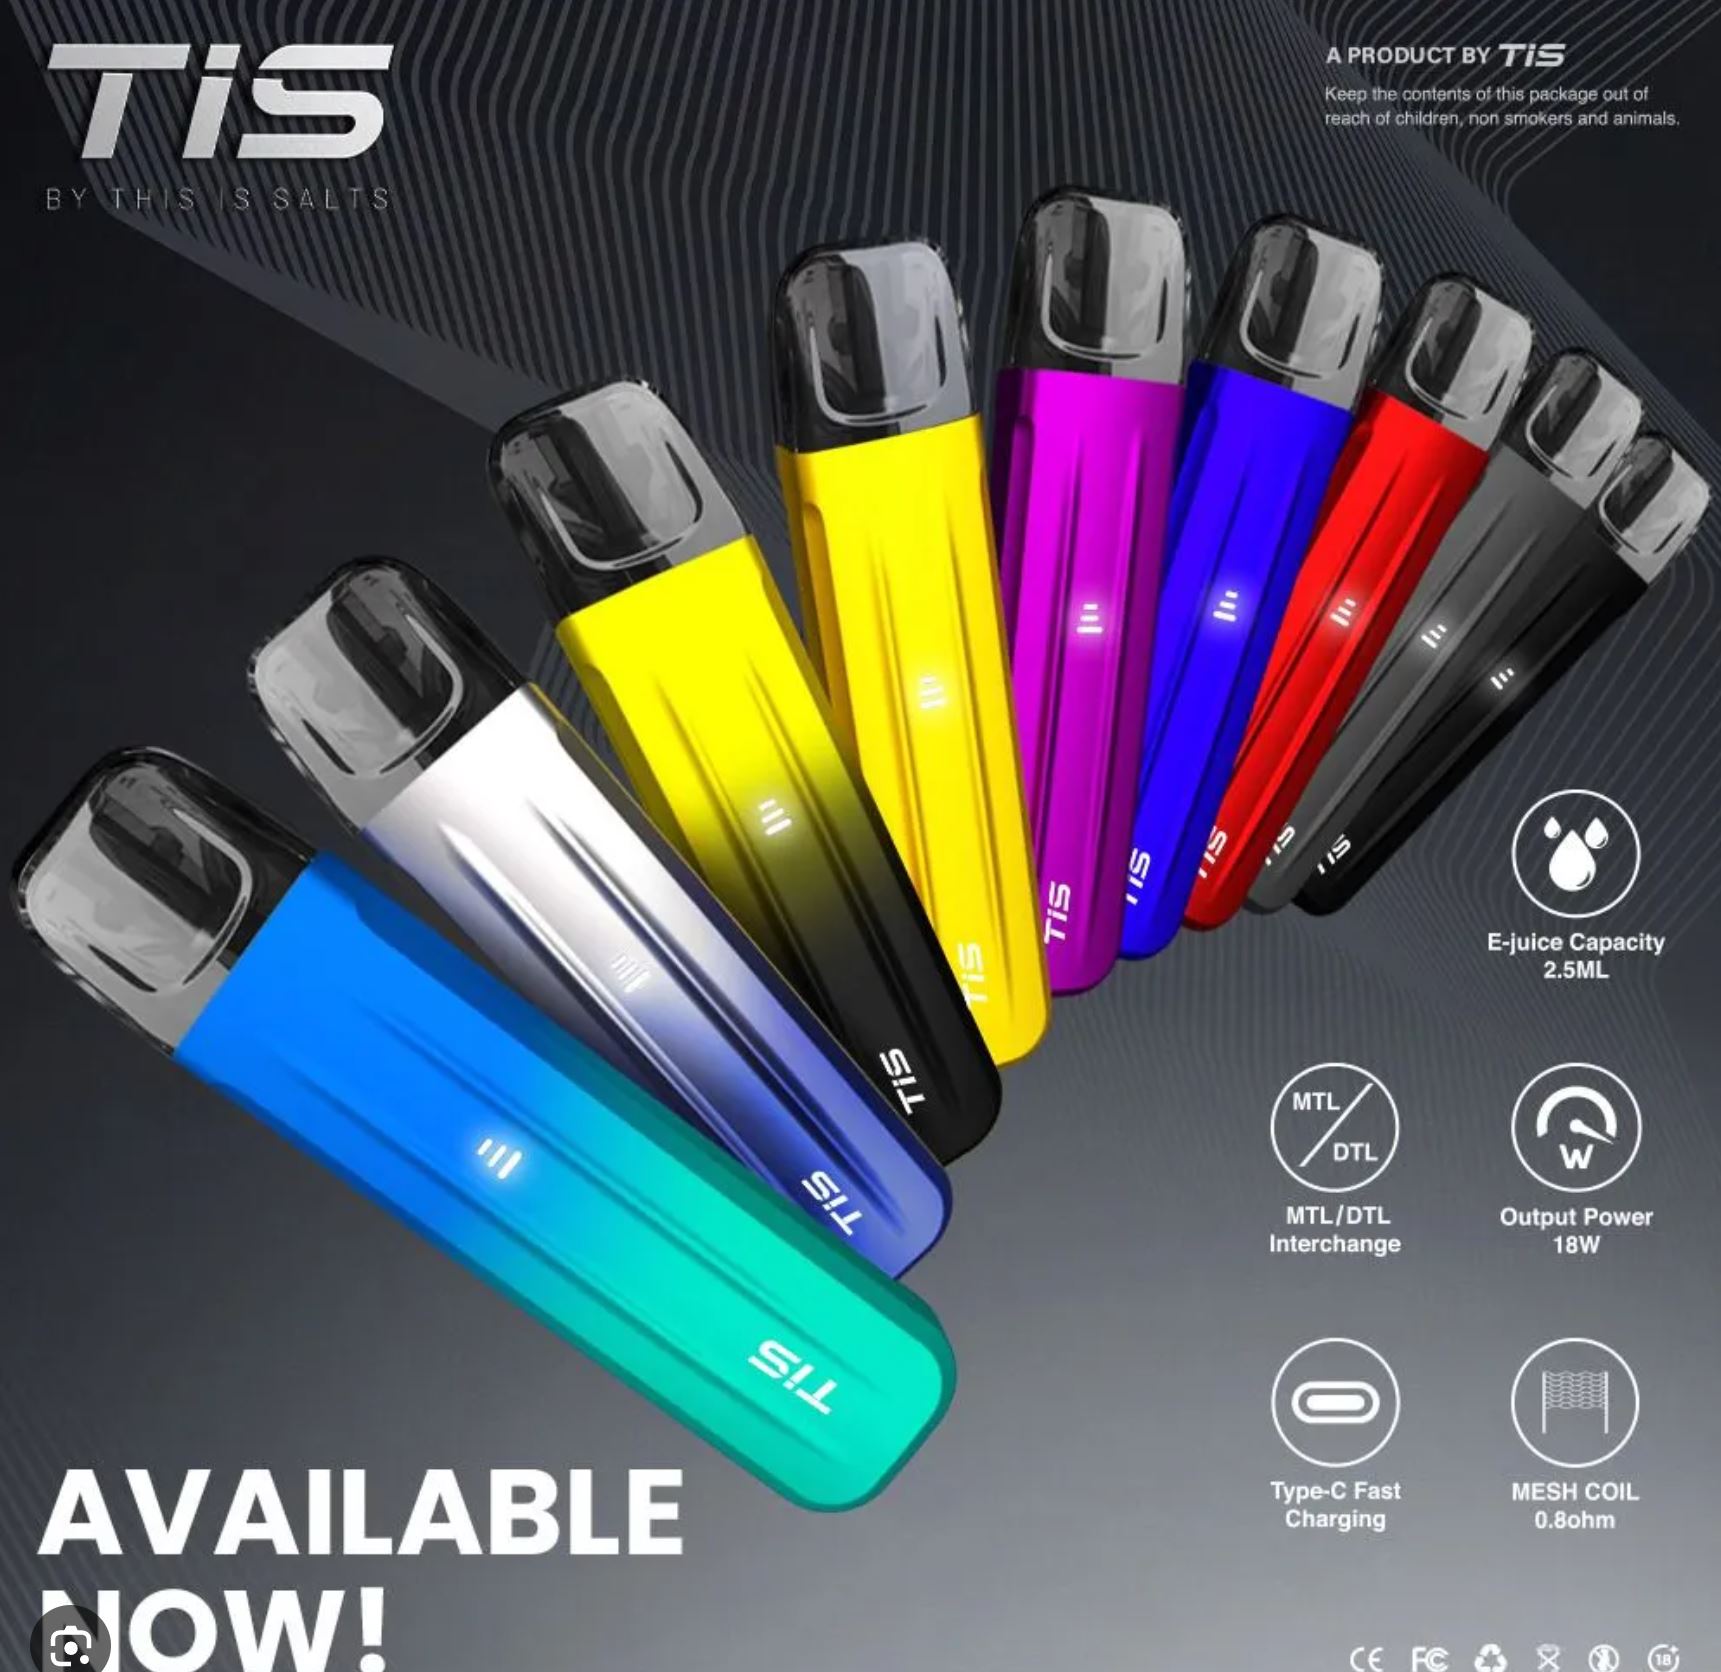 TiS
BY THIS IS SALTS
A PRODUCT BY TiS
Keep the contents of this package out of
reach of children, non smokers and animals.
TiS
TiS
TiS
TiS
TiS
TiS
TiS
TiS
TiS
E-juice Capacity
2.5ML
MTL
DTL
MTL/DTL
Interchange
W
Output Power
18W
Type-C Fast
Charging
MESH COIL
0.8ohm
AVAILABLE
NOW!
CE FC 18+